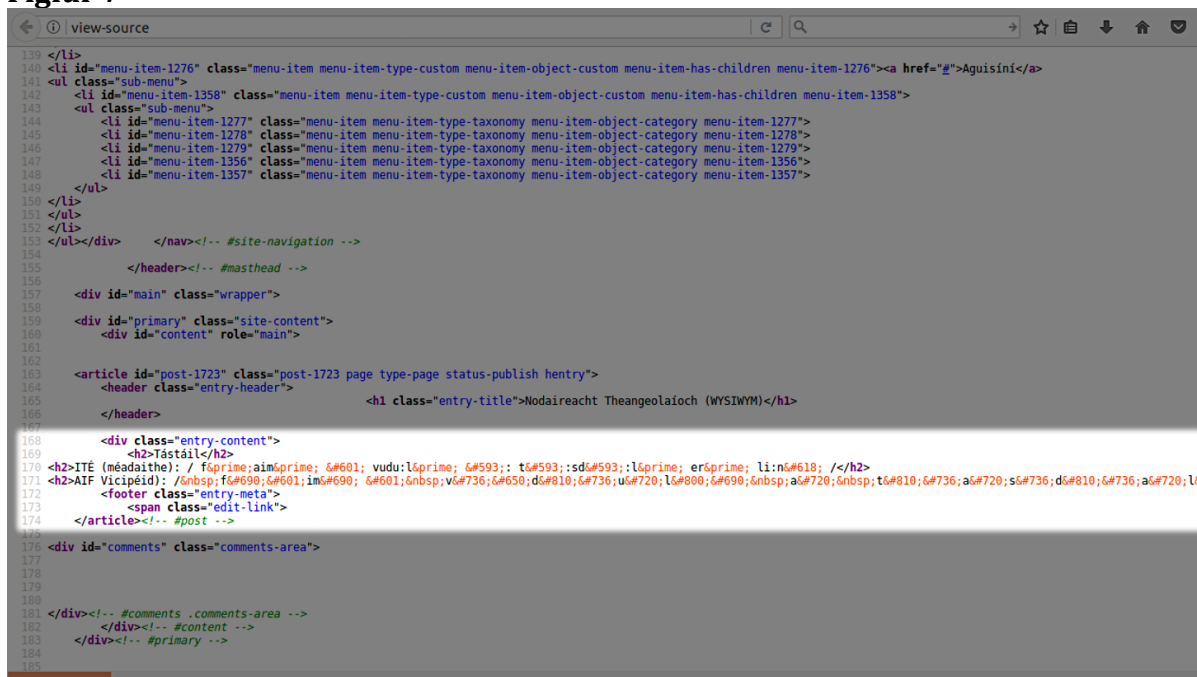 view-source
139 </li>
140 <li id="menu-item-1276" class="menu-item menu-item-type-custom menu-item-object-custom menu-item-has-children menu-item-1276"><a href="#">Aguisíní</a>
141 <ul class="sub-menu">
142 <li id="menu-item-1358" class="menu-item menu-item-type-custom menu-item-object-custom menu-item-has-children menu-item-1358">
143 <ul class="sub-menu">
144 <li id="menu-item-1277" class="menu-item menu-item-type-taxonomy menu-item-object-category menu-item-1277">
145 <li id="menu-item-1278" class="menu-item menu-item-type-taxonomy menu-item-object-category menu-item-1278">
146 <li id="menu-item-1279" class="menu-item menu-item-type-taxonomy menu-item-object-category menu-item-1279">
147 <li id="menu-item-1356" class="menu-item menu-item-type-taxonomy menu-item-object-category menu-item-1356">
148 <li id="menu-item-1357" class="menu-item menu-item-type-taxonomy menu-item-object-category menu-item-1357">
149 </ul>
150 </li>
151 </ul>
152 </li>
153 </ul></div> </nav><!-- #site-navigation -->
154
155 </header><!-- #masthead -->
156
157 <div id="main" class="wrapper">
158
159 <div id="primary" class="site-content">
160 <div id="content" role="main">
161
162
163 <article id="post-1723" class="post-1723 page type-page status-publish hentry">
164 <header class="entry-header">
165 <h1 class="entry-title">Nodaireacht Theangeolaíoch (WYSIWYM)</h1>
166 </header>
167
168 <div class="entry-content">
169 <h2>Tástáil</h2>
170 <h2>ITÉ (méadaithe): / f&prime;aim&prime; &#601; vudu:l&prime; &#593;: t&#593;:sd&#593;:l&prime; er&prime; li:n&#618; /</h2>
171 <h2>AIF Vicipéid): /&nbsp;f&#690;&#601;im&#690; &#601;&nbsp;v&#736;&#650;d&#810;&#736;u&#720;l&#800;&#690;&nbsp;a&#720;&nbsp;t&#810;&#736;a&#720;s&#736;d&#810;&#736;a&#720;l&
172 <footer class="entry-meta">
173 <span class="edit-link">
174 </article><!-- #post -->
175
176 <div id="comments" class="comments-area">
177
178
179
180
181 </div><!-- #comments .comments-area -->
182 </div><!-- #content -->
183 </div><!-- #primary -->
184
185